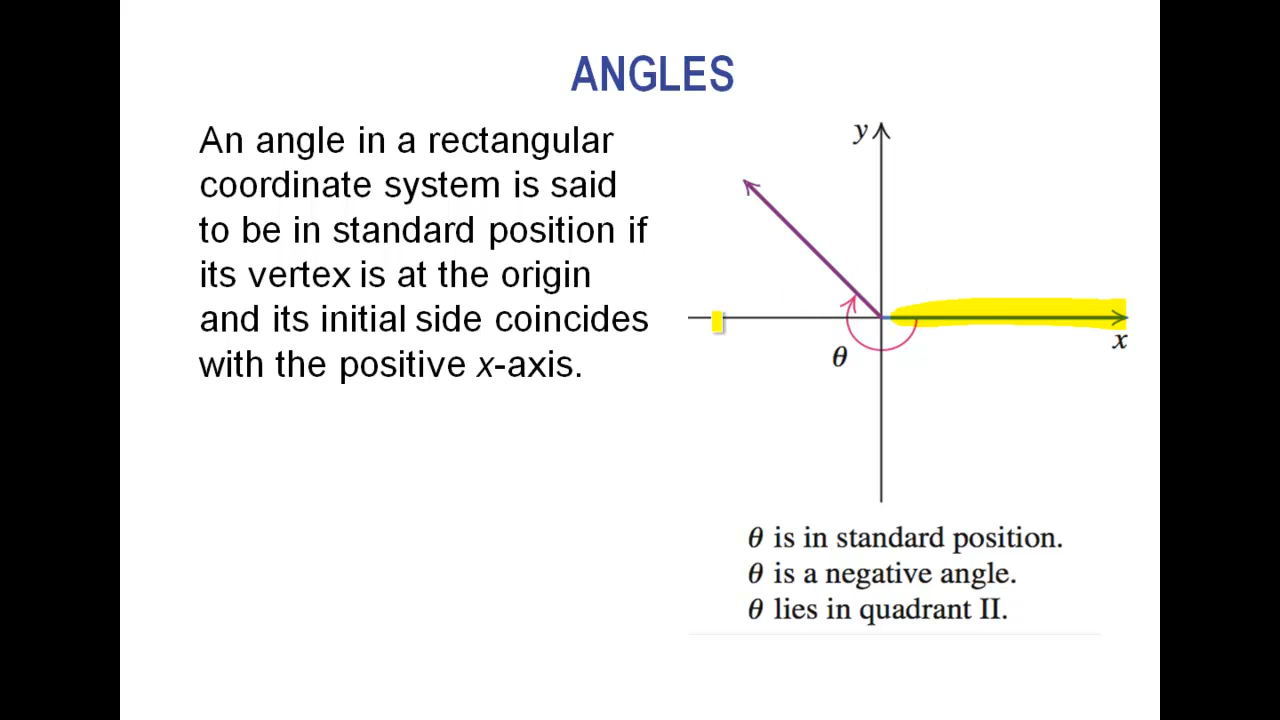 ANGLES
An angle in a rectangular
coordinate system is said
to be in standard position if
its vertex is at the origin
and its initial side coincides
with the positive x-axis.
y
x
θ
θ is in standard position.
θ is a negative angle.
θ lies in quadrant II.